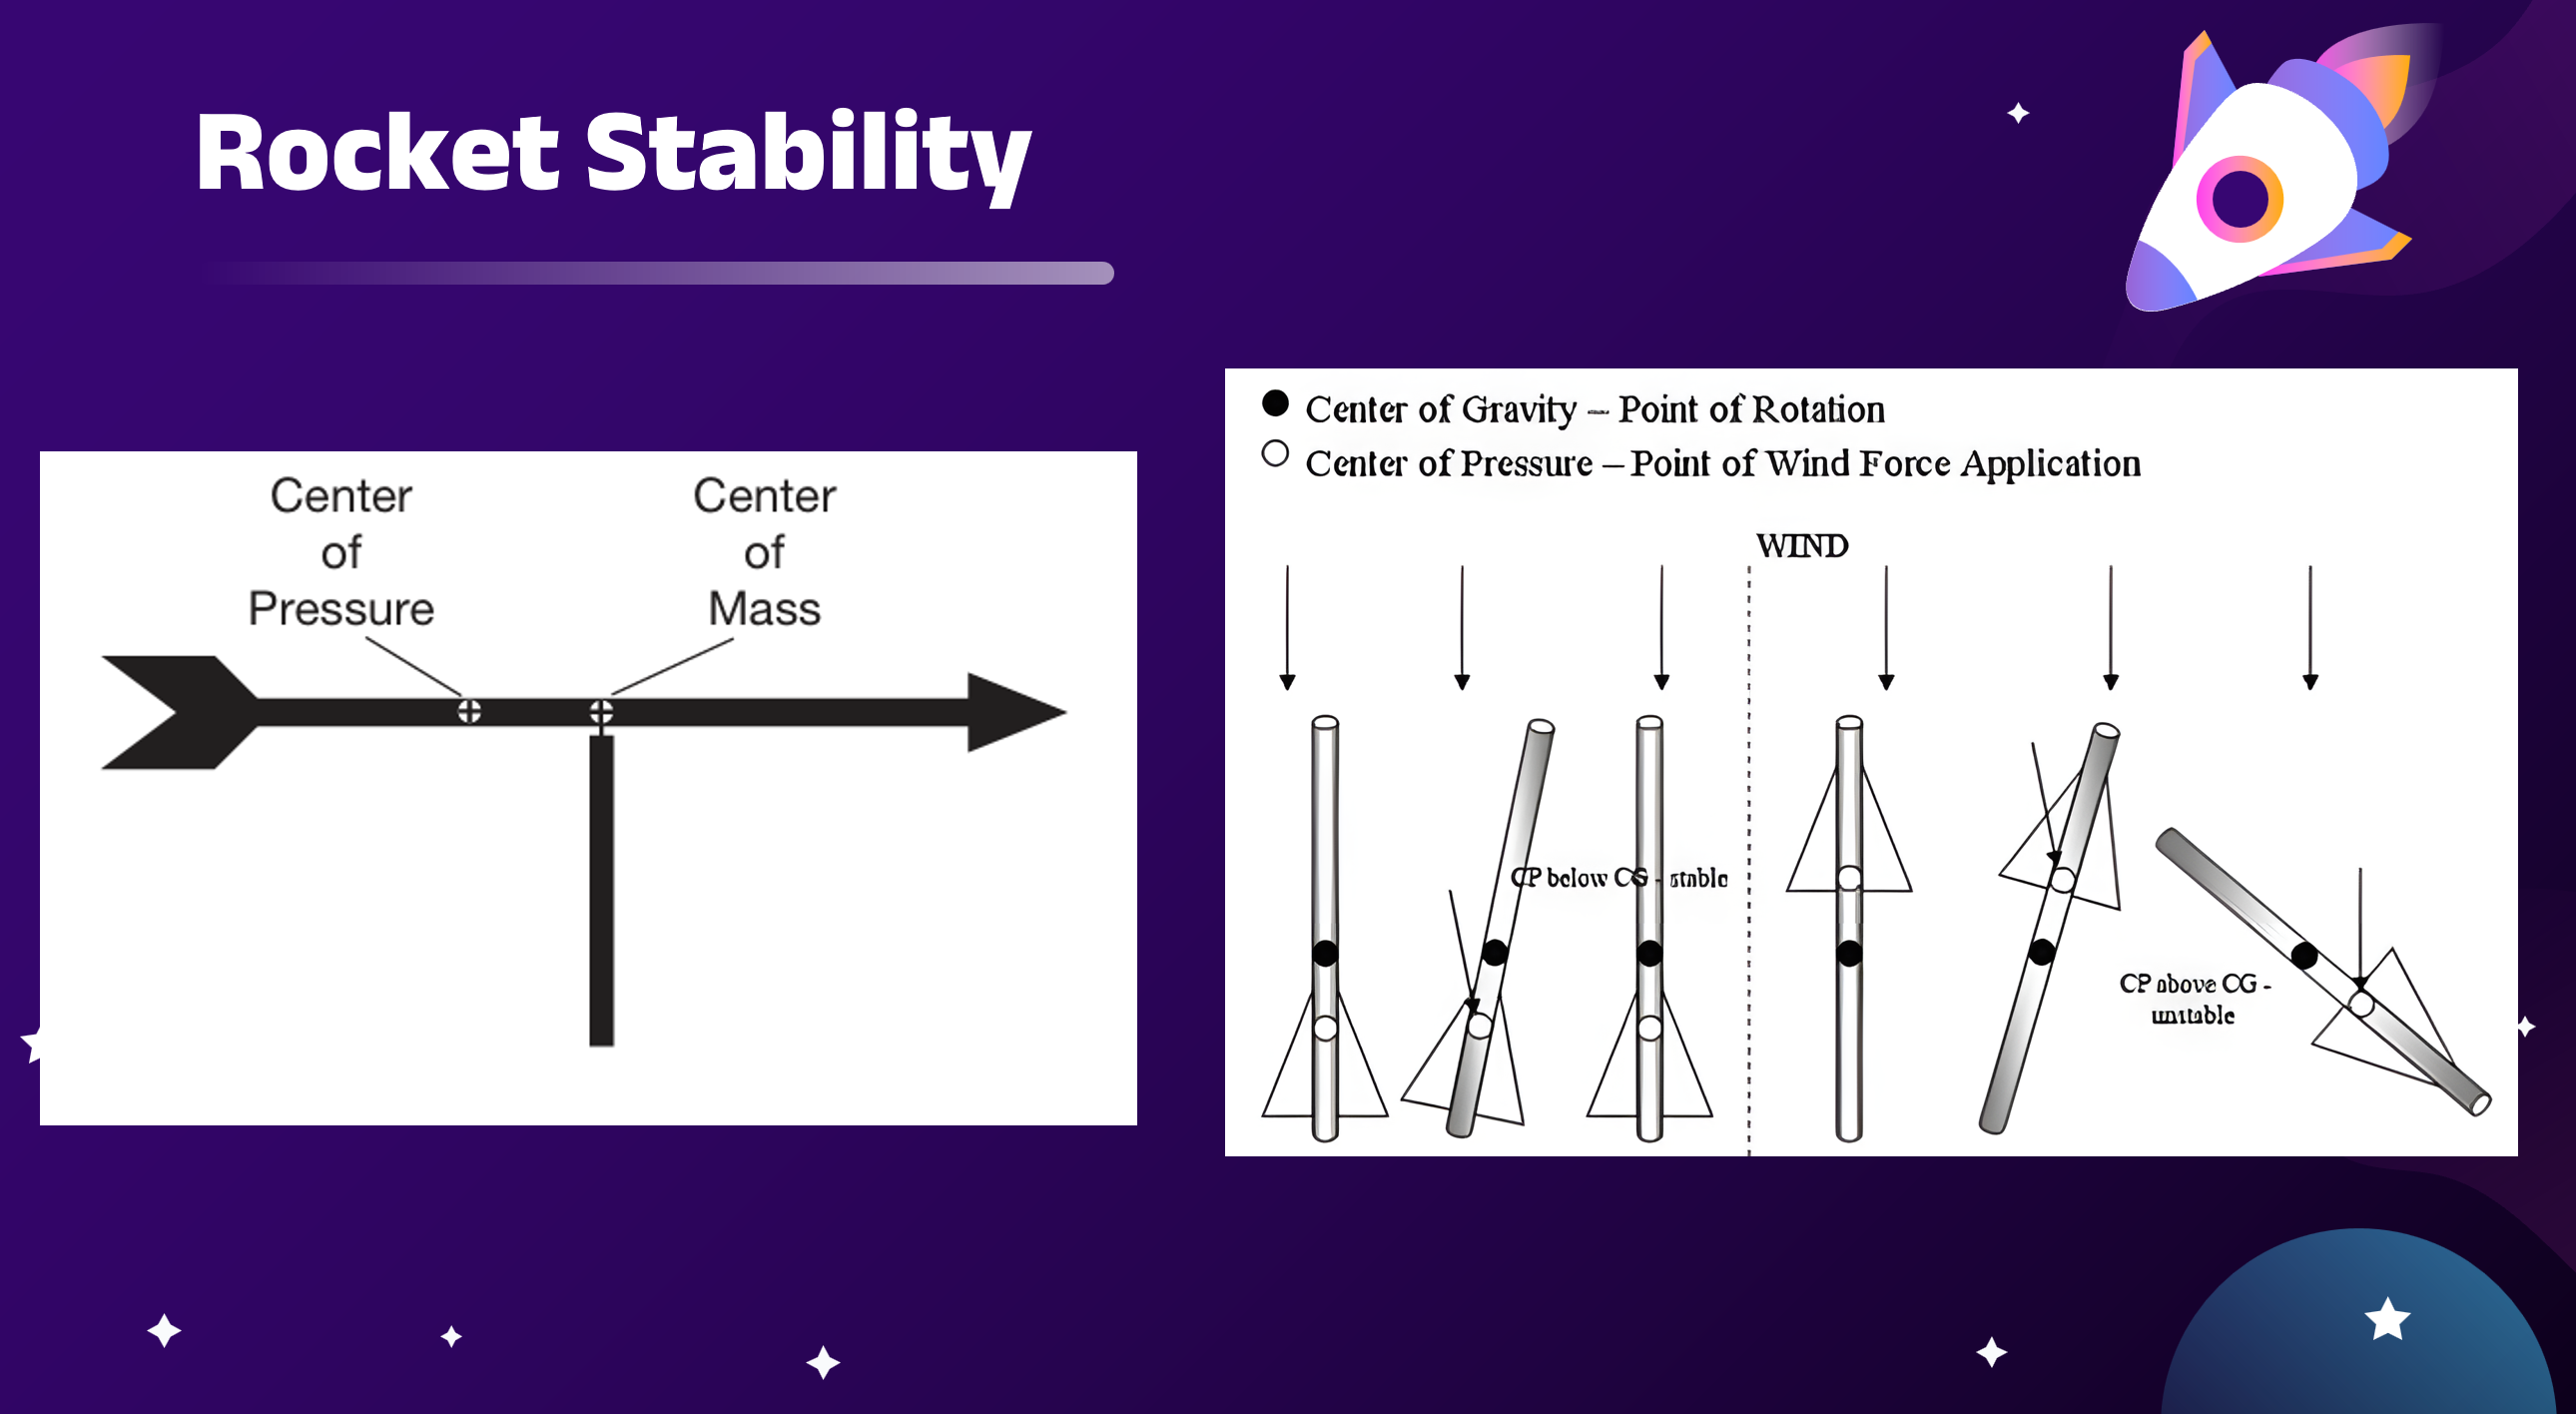 Rocket Stability
Center
of
Pressure
Center
of
Mass
Center of Gravity — Point of Rotation
Center of Pressure — Point of Wind Force Application
WIND
CP below CG - stable
CP above CG -
unstable